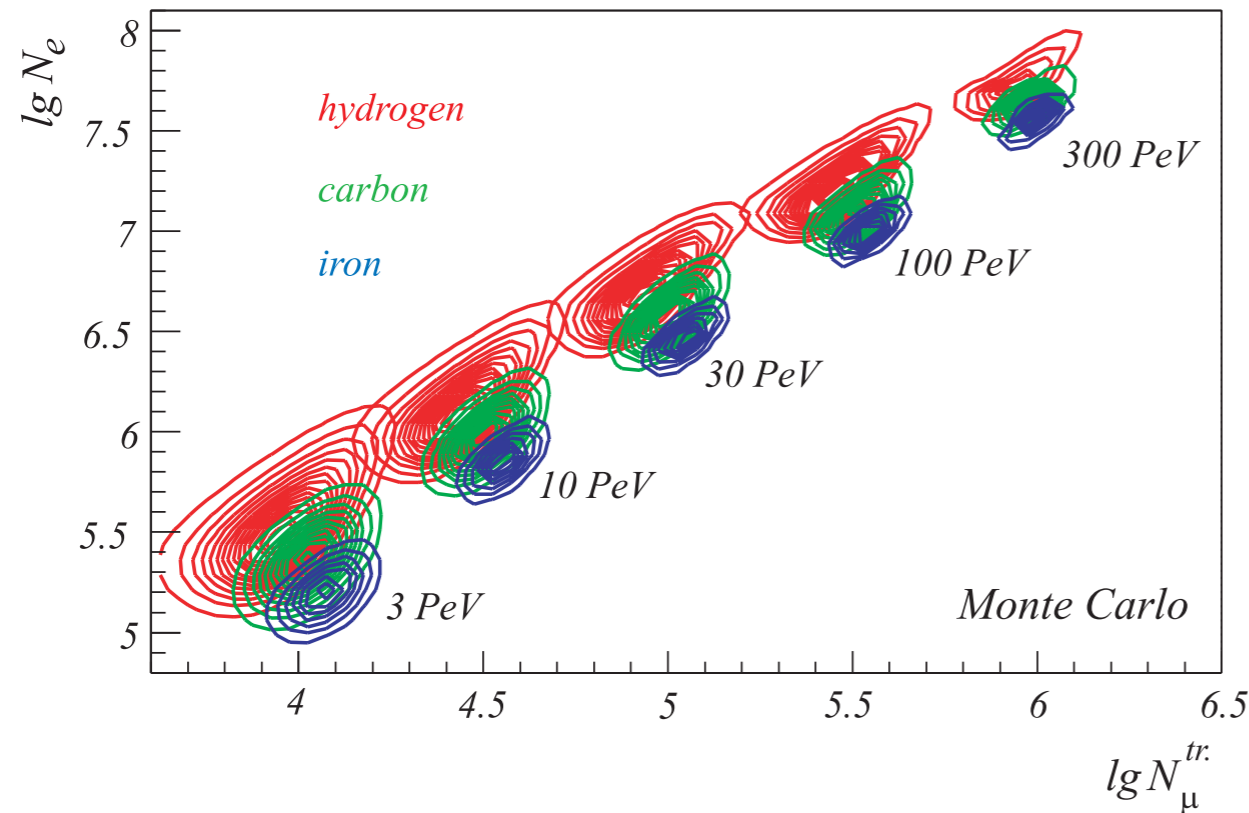 lg Nₑ
8
7.5
7
6.5
6
5.5
5
hydrogen
carbon
iron
300 PeV
100 PeV
30 PeV
10 PeV
3 PeV
Monte Carlo
4 4.5 5 5.5 6 6.5
lg N_μ^tr.